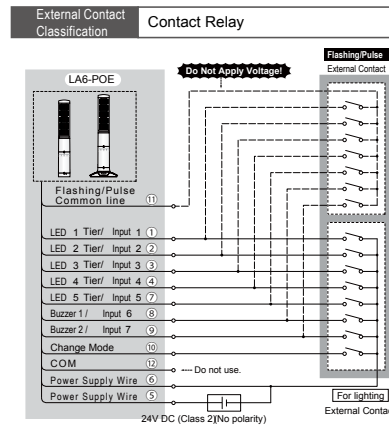 External Contact
Classification
Contact Relay
Flashing/Pulse
External Contact
Do Not Apply Voltage!
LA6-POE
Flashing/Pulse
Common line ⑪
LED 1 Tier/ Input 1 ①
LED 2 Tier/ Input 2 ②
LED 3 Tier/ Input 3 ③
LED 4 Tier/ Input 4 ④
LED 5 Tier/ Input 5 ⑦
Buzzer 1 / Input 6 ⑧
Buzzer 2 / Input 7 ⑨
Change Mode ⑩
COM ⑫
Do not use.
Power Supply Wire ⑥
Power Supply Wire ⑤
For lighting
External Contac
24V DC (Class 2)(No polarity)